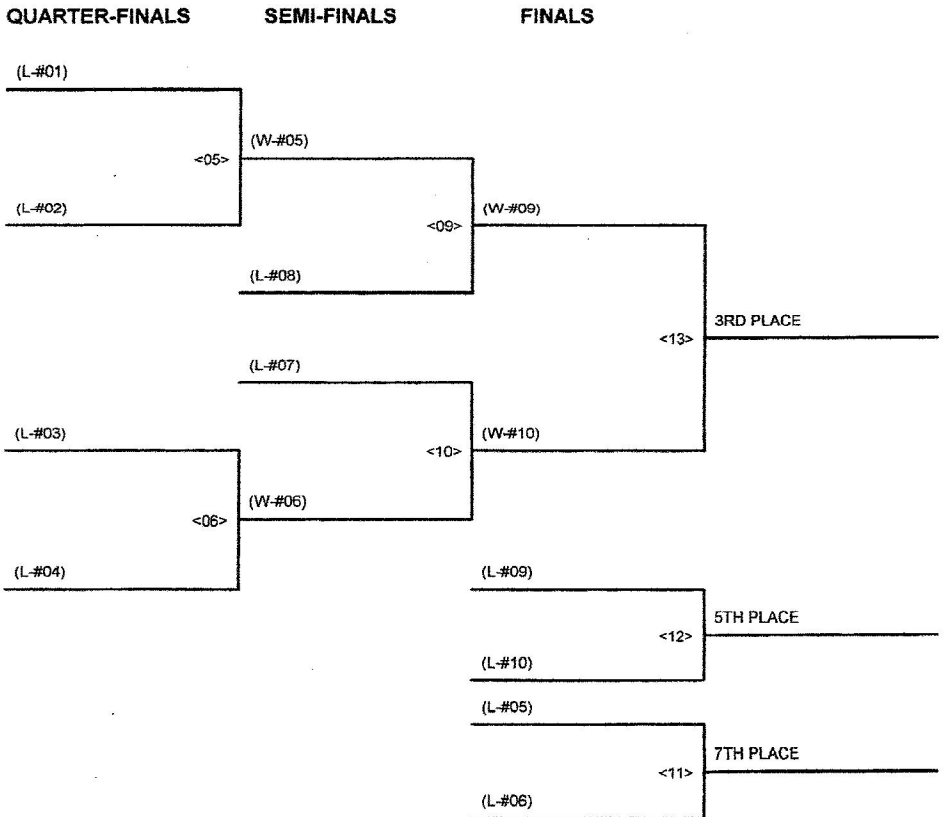 QUARTER-FINALS SEMI-FINALS FINALS
(L-#01)
(W-#05)
<05>
(L-#02)
(W-#09)
<09>
(L-#08)
3RD PLACE
<13>
(L-#07)
(L-#03)
(W-#10)
<10>
(W-#06)
<06>
(L-#04)
(L-#09)
5TH PLACE
<12>
(L-#10)
(L-#05)
7TH PLACE
<11>
(L-#06)